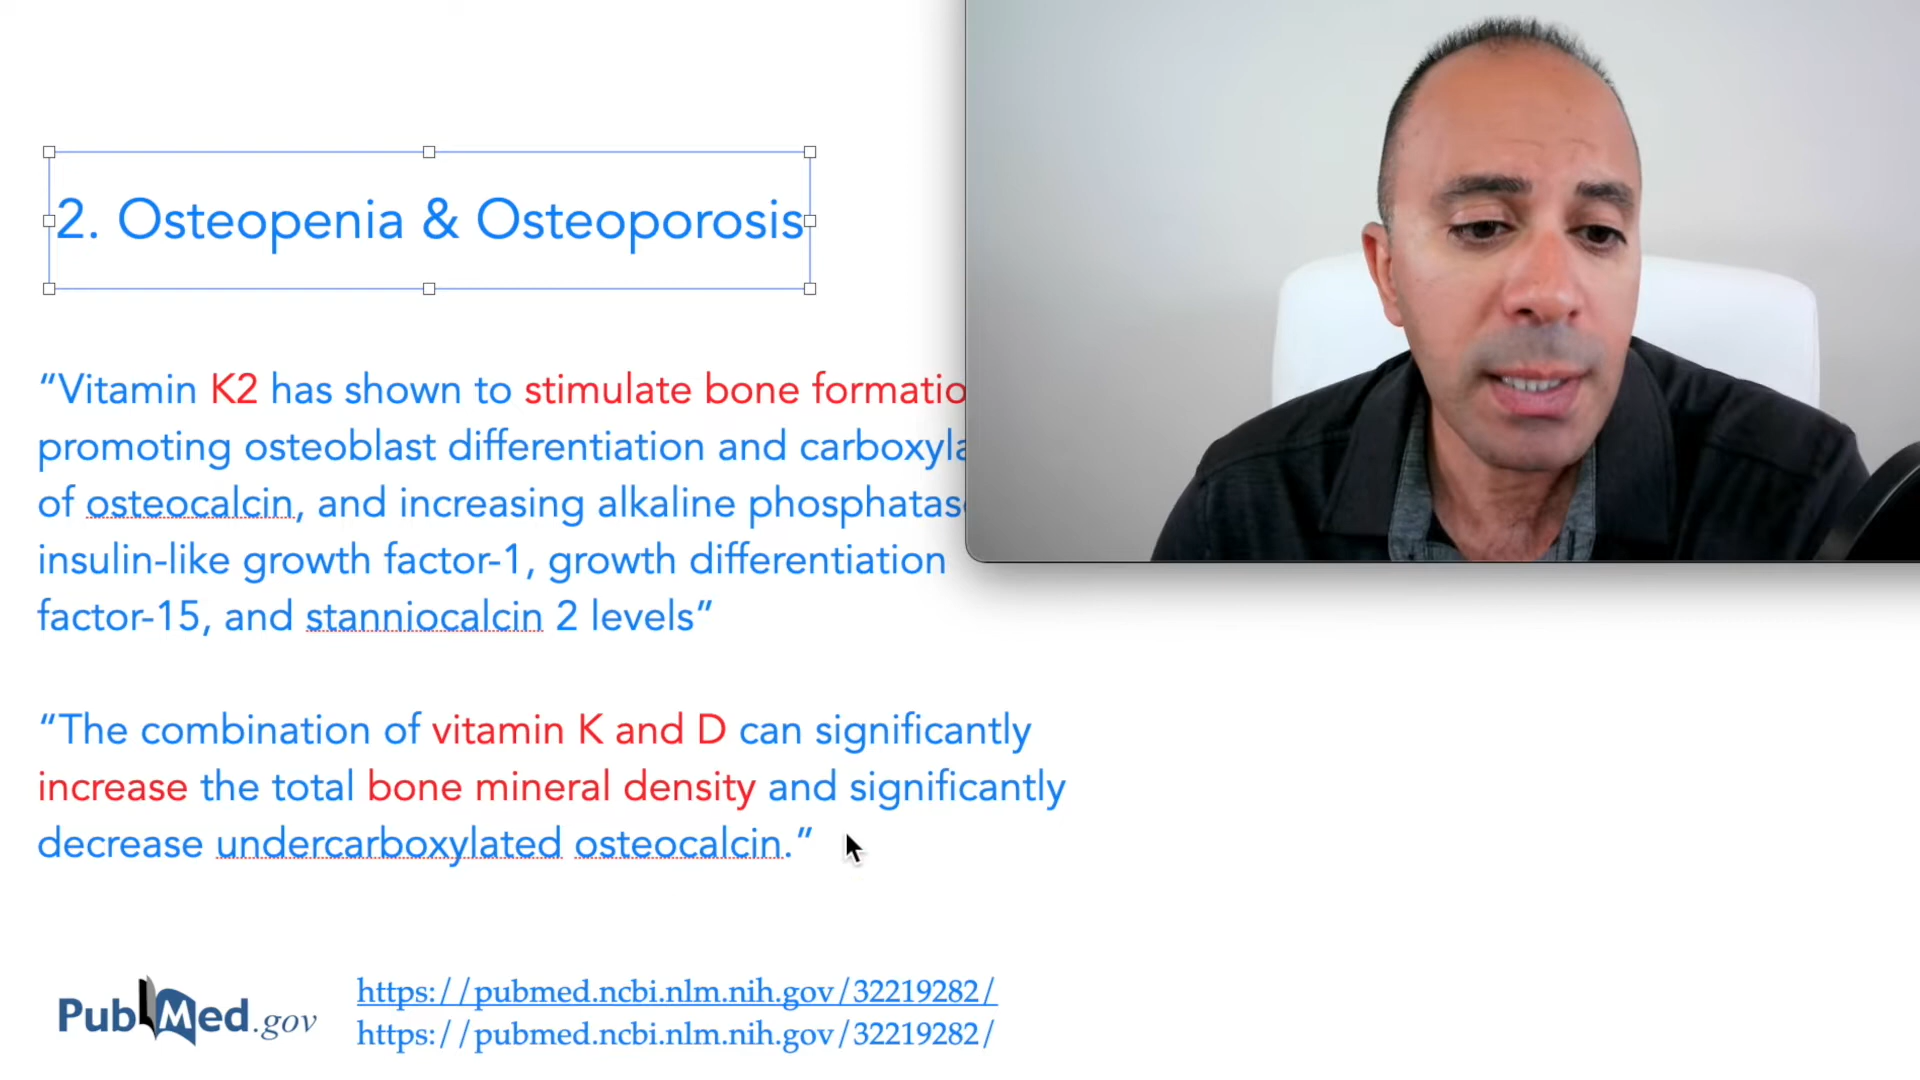 2. Osteopenia & Osteoporosis
“Vitamin K2 has shown to stimulate bone
promoting osteoblast differentiation and
of osteocalcin, and increasing alkaline
insulin-like growth factor-1, growth differentiation
factor-15, and stanniocalcin 2 levels”
“The combination of vitamin K and D can significantly
increase the total bone mineral density and significantly
decrease undercarboxylated osteocalcin.”
PubMed.gov
https://pubmed.ncbi.nlm.nih.gov/32219282/
https://pubmed.ncbi.nlm.nih.gov/32219282/